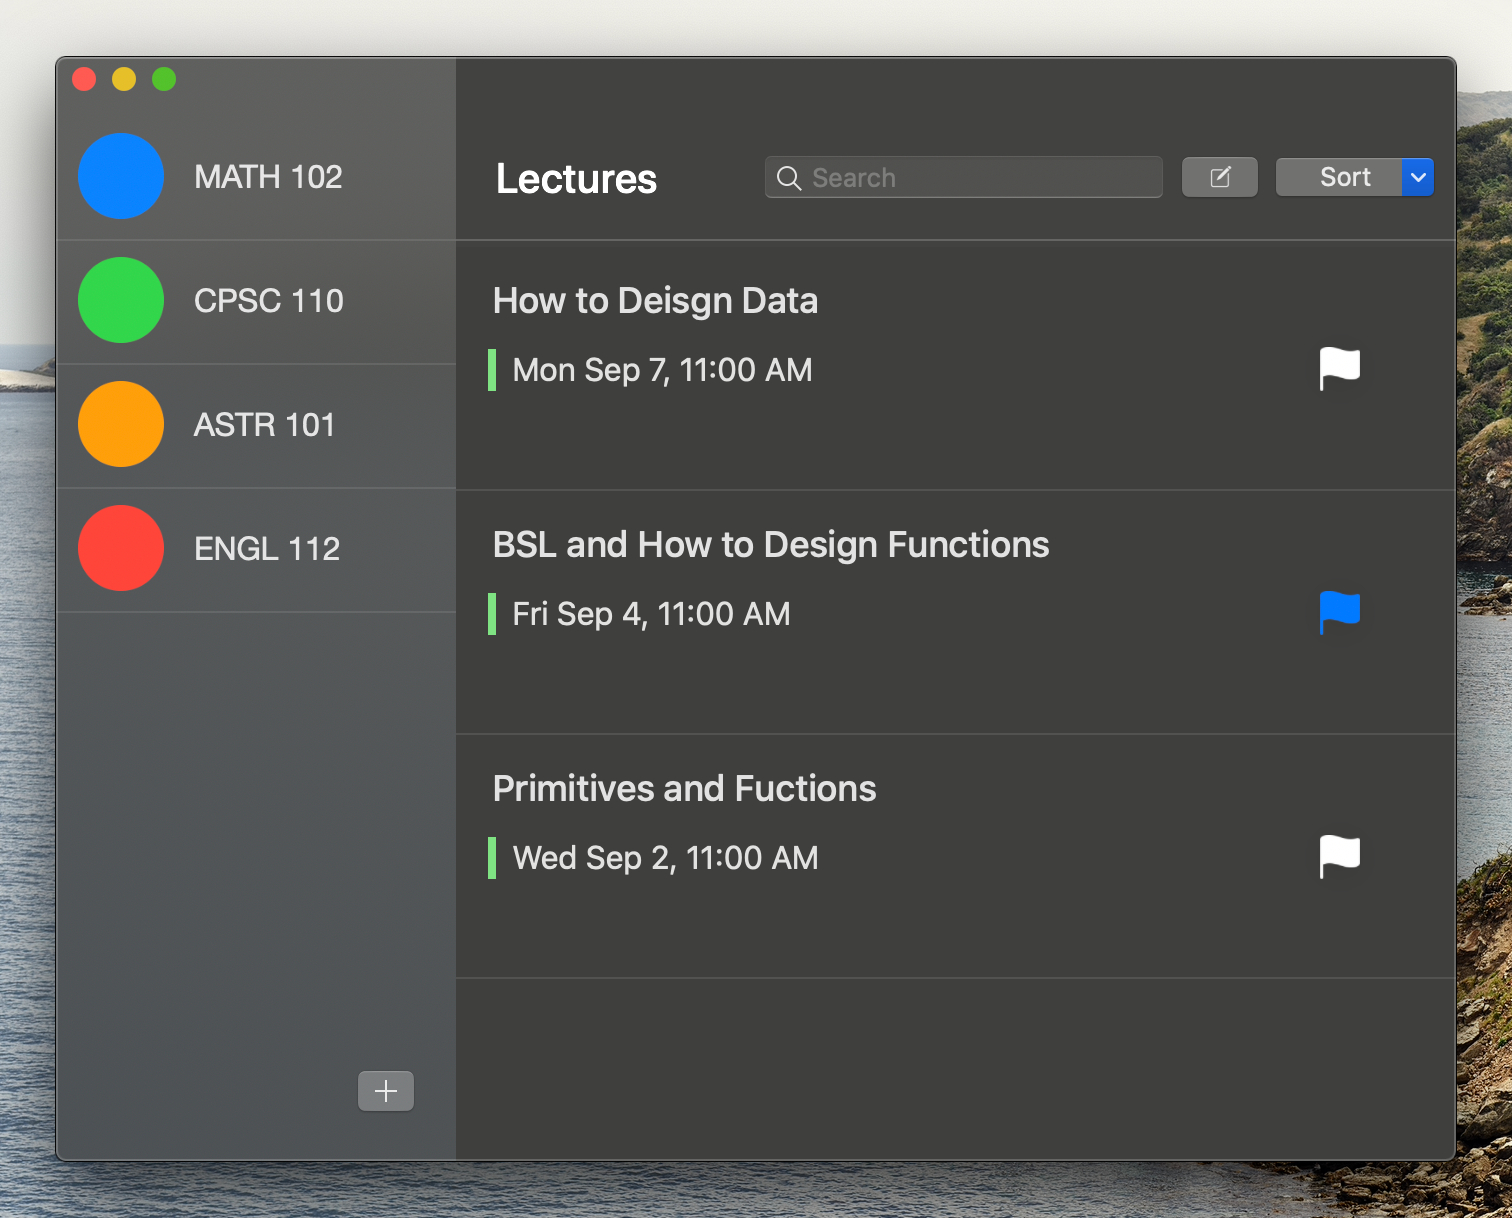 MATH 102
CPSC 110
ASTR 101
ENGL 112
Lectures
Search
Sort
How to Deisgn Data
Mon Sep 7, 11:00 AM
BSL and How to Design Functions
Fri Sep 4, 11:00 AM
Primitives and Fuctions
Wed Sep 2, 11:00 AM